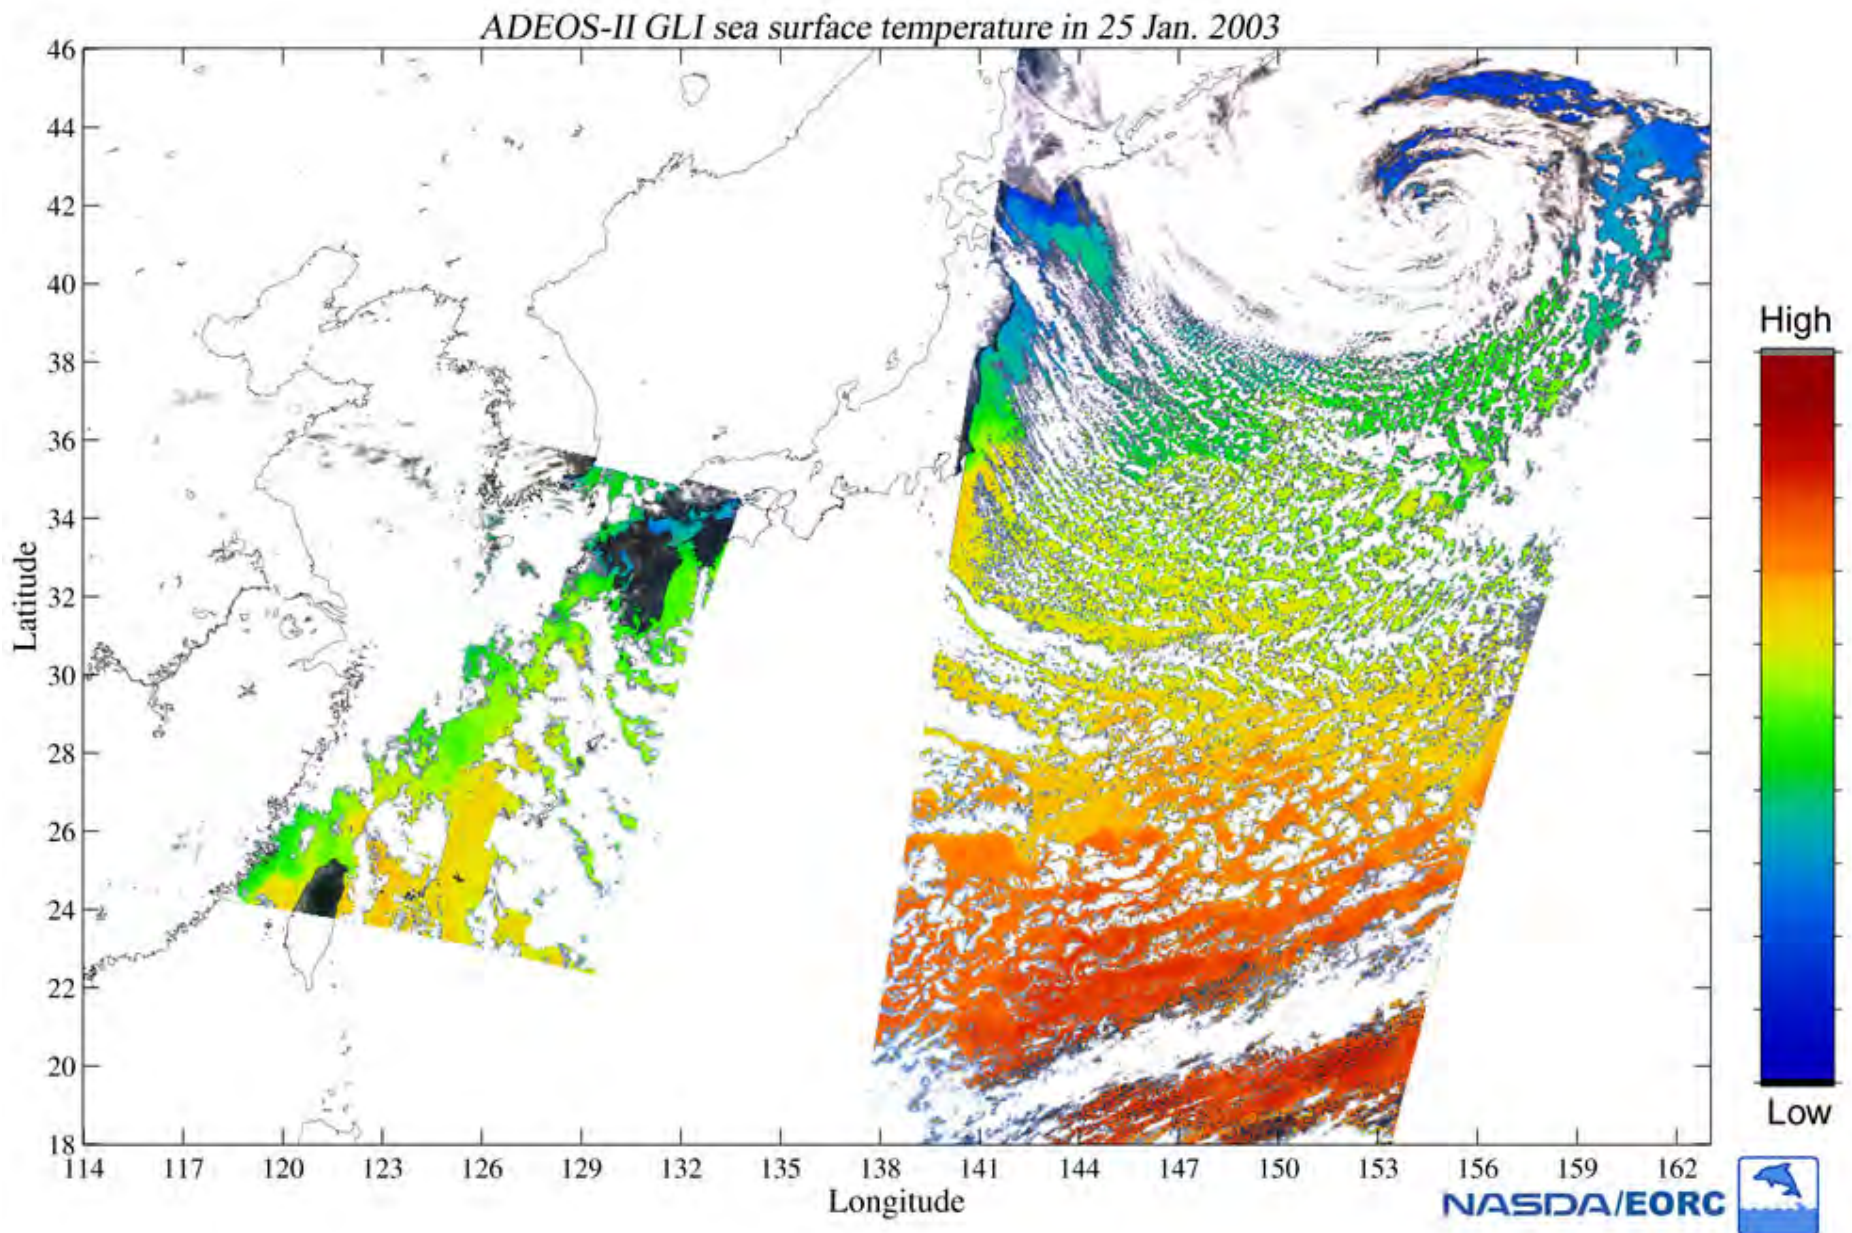 ADEOS-II GLI sea surface temperature in 25 Jan. 2003
46
44
42
40
38
36
34
32
30
28
26
24
22
20
18
Latitude
114 117 120 123 126 129 132 135 138 141 144 147 150 153 156 159 162
Longitude
High
Low
NASDA/EORC